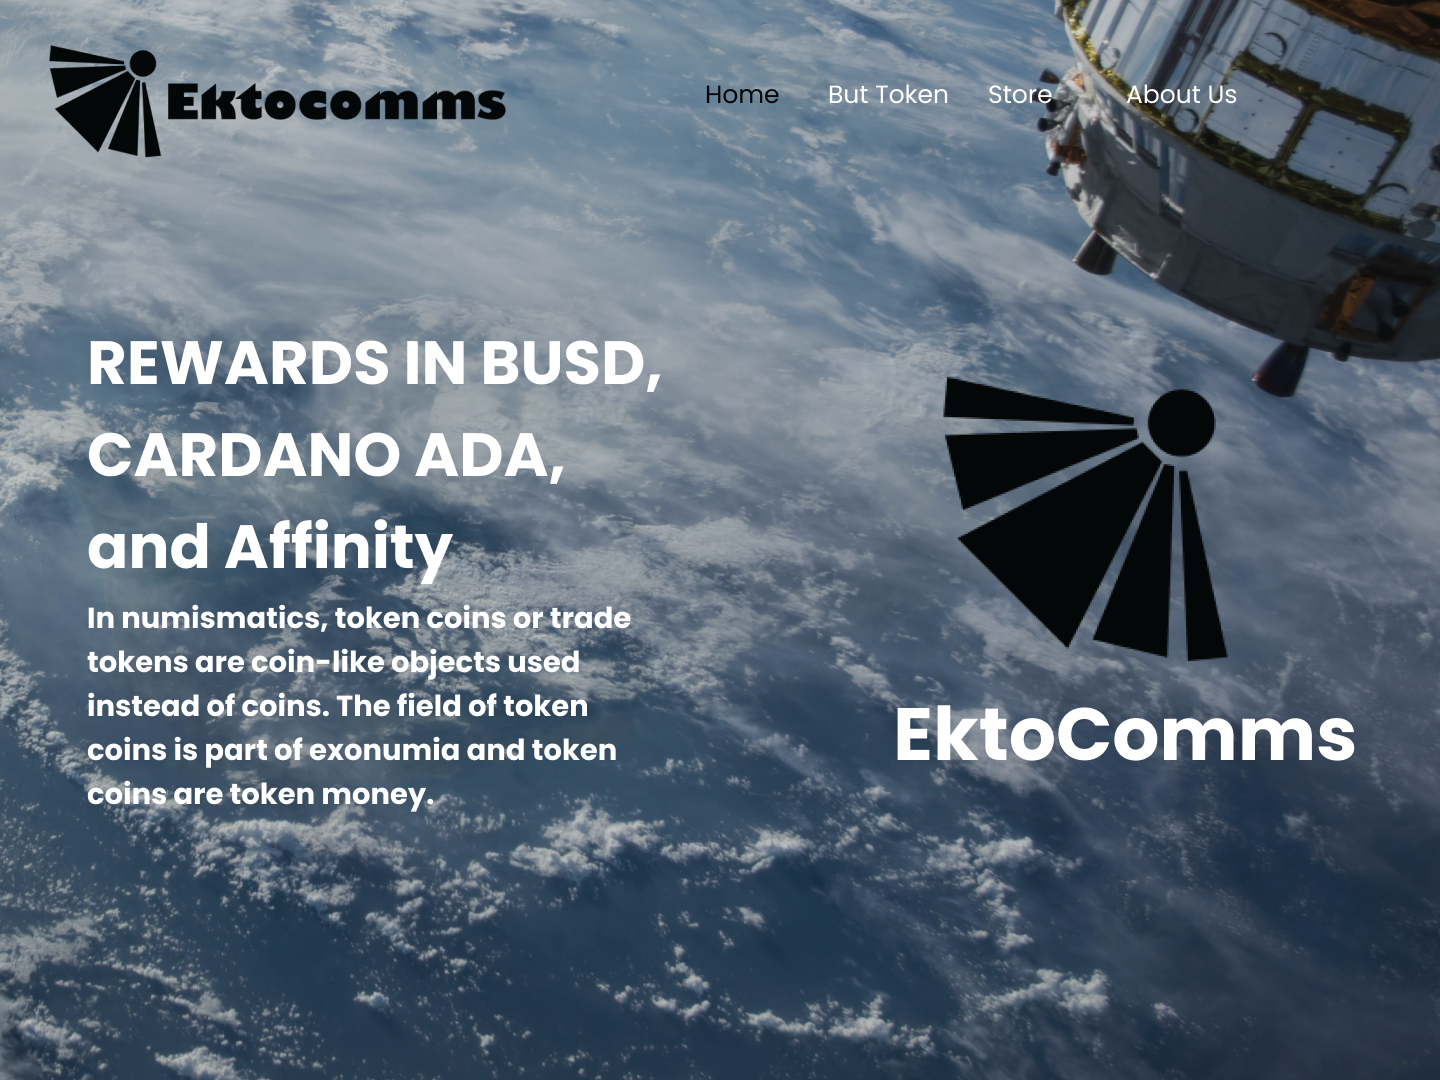 Ektocomms
Home But Token Store About Us
REWARDS IN BUSD,
CARDANO ADA,
and Affinity
In numismatics, token coins or trade
tokens are coin-like objects used
instead of coins. The field of token
coins is part of exonumia and token
coins are token money.
EktoComms